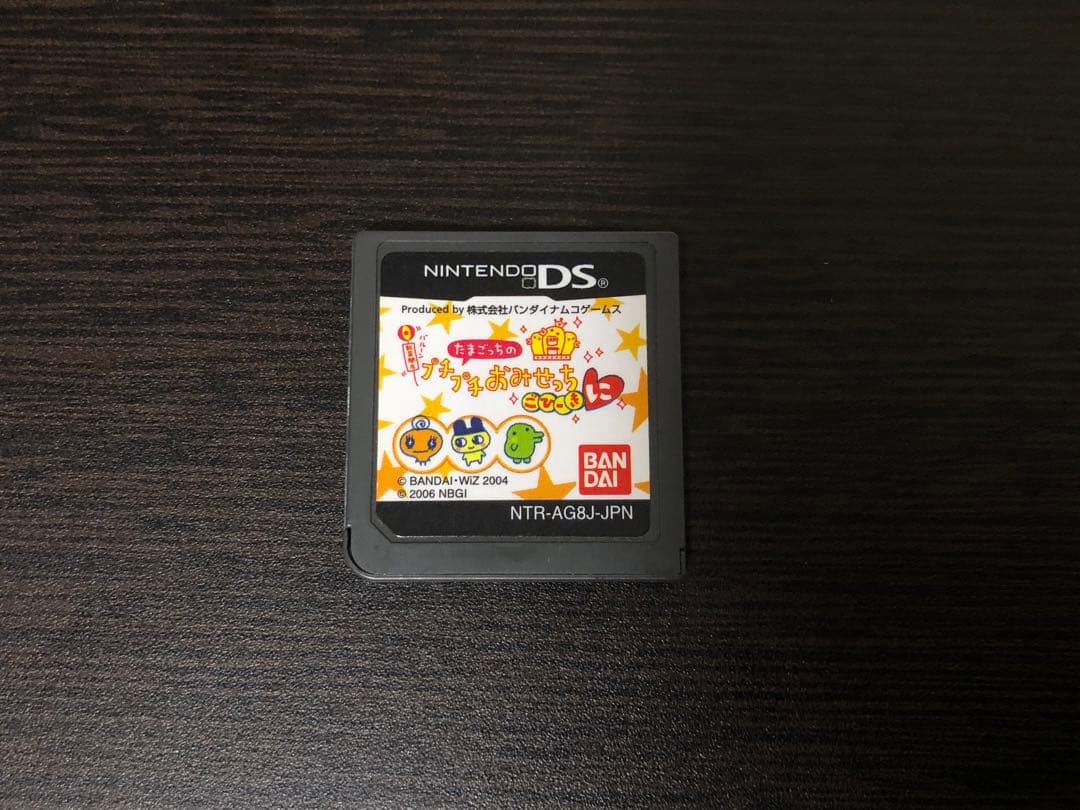 NINTENDO DS®
Produced by 株式会社バンダイナムコゲームス
たまごっちの
プチプチおみせっち
ごひーきに
© BANDAI・WiZ 2004
© 2006 NBGI
BAN
DAI
NTR-AG8J-JPN